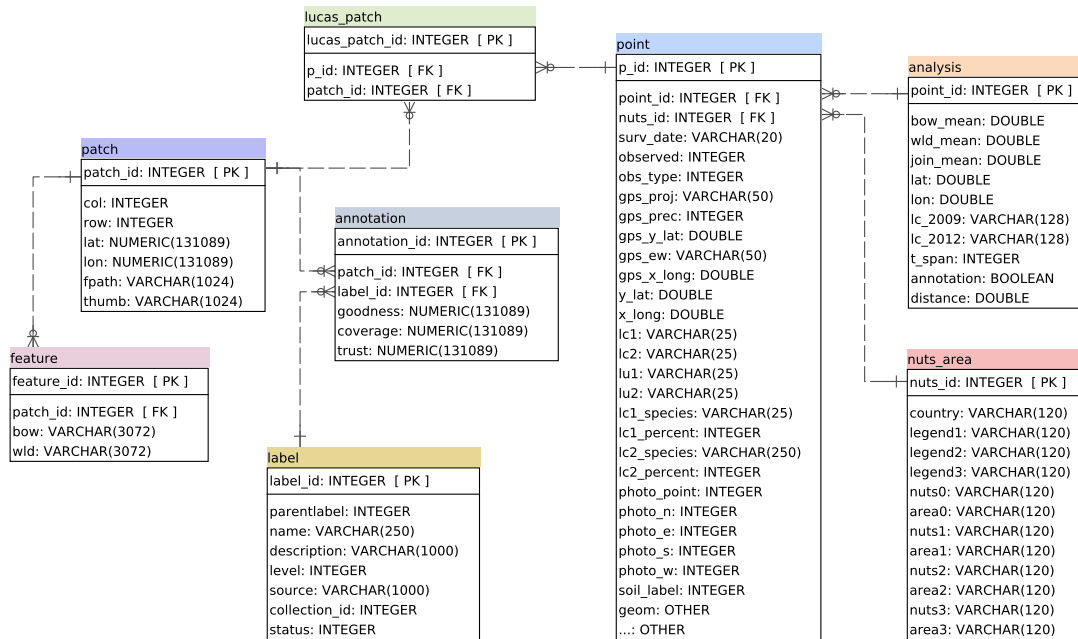 lucas_patch
lucas_patch_id: INTEGER [ PK ]
p_id: INTEGER [ FK ]
patch_id: INTEGER [ FK ]
patch
patch_id: INTEGER [ PK ]
col: INTEGER
row: INTEGER
lat: NUMERIC(131089)
lon: NUMERIC(131089)
fpath: VARCHAR(1024)
thumb: VARCHAR(1024)
feature
feature_id: INTEGER [ PK ]
patch_id: INTEGER [ FK ]
bow: VARCHAR(3072)
wld: VARCHAR(3072)
annotation
annotation_id: INTEGER [ PK ]
patch_id: INTEGER [ FK ]
label_id: INTEGER [ FK ]
goodness: NUMERIC(131089)
coverage: NUMERIC(131089)
trust: NUMERIC(131089)
label
label_id: INTEGER [ PK ]
parentlabel: INTEGER
name: VARCHAR(250)
description: VARCHAR(1000)
level: INTEGER
source: VARCHAR(1000)
collection_id: INTEGER
status: INTEGER
point
p_id: INTEGER [ PK ]
point_id: INTEGER [ FK ]
nuts_id: INTEGER [ FK ]
surv_date: VARCHAR(20)
observed: INTEGER
obs_type: INTEGER
gps_proj: VARCHAR(50)
gps_prec: INTEGER
gps_y_lat: DOUBLE
gps_ew: VARCHAR(50)
gps_x_long: DOUBLE
y_lat: DOUBLE
x_long: DOUBLE
lc1: VARCHAR(25)
lc2: VARCHAR(25)
lu1: VARCHAR(25)
lu2: VARCHAR(25)
lc1_species: VARCHAR(25)
lc1_percent: INTEGER
lc2_species: VARCHAR(250)
lc2_percent: INTEGER
photo_point: INTEGER
photo_n: INTEGER
photo_e: INTEGER
photo_s: INTEGER
photo_w: INTEGER
soil_label: INTEGER
geom: OTHER
...: OTHER
analysis
point_id: INTEGER [ PK ]
bow_mean: DOUBLE
wld_mean: DOUBLE
join_mean: DOUBLE
lat: DOUBLE
lon: DOUBLE
lc_2009: VARCHAR(128)
lc_2012: VARCHAR(128)
t_span: INTEGER
annotation: BOOLEAN
distance: DOUBLE
nuts_area
nuts_id: INTEGER [ PK ]
country: VARCHAR(120)
legend1: VARCHAR(120)
legend2: VARCHAR(120)
legend3: VARCHAR(120)
nuts0: VARCHAR(120)
area0: VARCHAR(120)
nuts1: VARCHAR(120)
area1: VARCHAR(120)
nuts2: VARCHAR(120)
area2: VARCHAR(120)
nuts3: VARCHAR(120)
area3: VARCHAR(120)